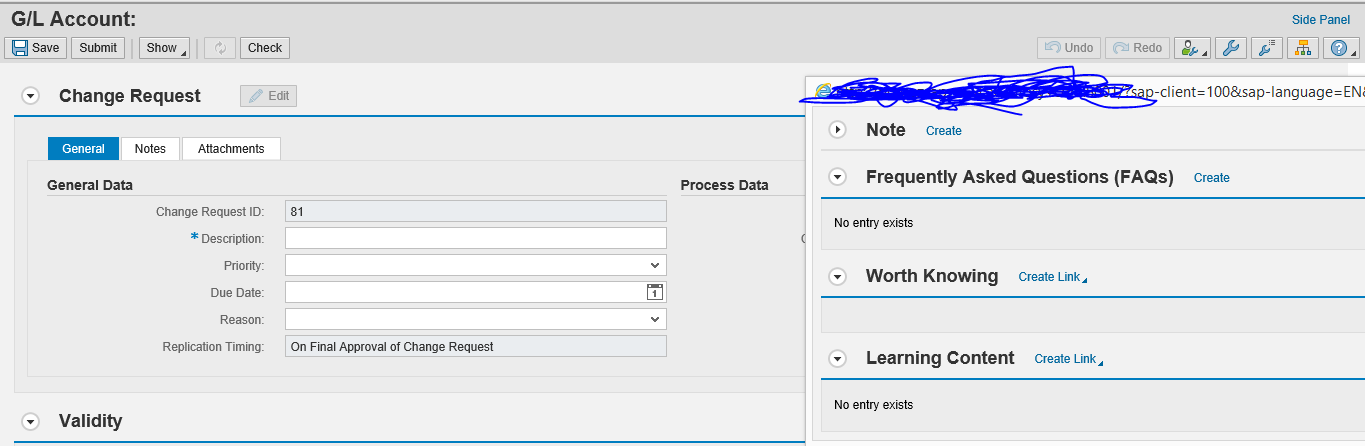 G/L Account:
Side Panel
Save Submit Show Check Undo Redo
Change Request Edit
General Notes Attachments
General Data
Change Request ID: 81
* Description:
Priority:
Due Date: 1
Reason:
Replication Timing: On Final Approval of Change Request
Process Data
Validity
?sap-client=100&sap-language=EN&
Note Create
Frequently Asked Questions (FAQs) Create
No entry exists
Worth Knowing Create Link
Learning Content Create Link
No entry exists